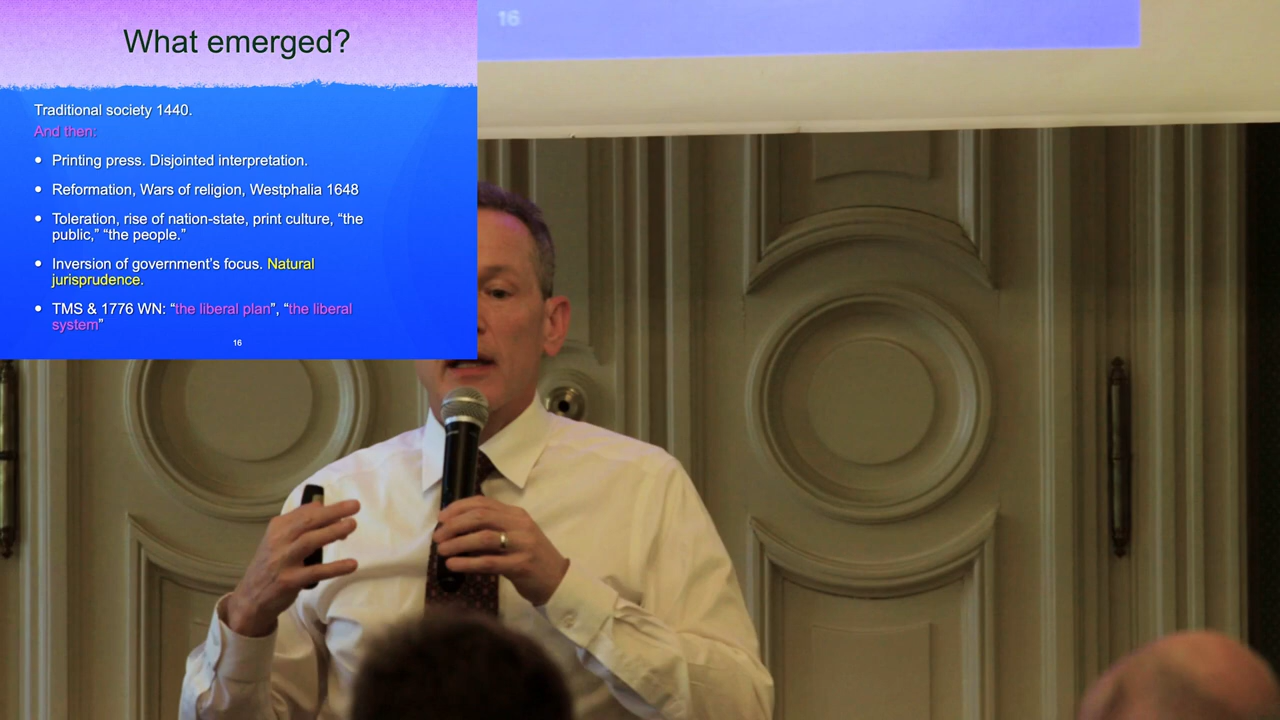 What emerged?
Traditional society 1440.
And then:
• Printing press. Disjointed interpretation.
• Reformation, Wars of religion, Westphalia 1648
• Toleration, rise of nation-state, print culture, “the
public,” “the people.”
• Inversion of government’s focus. Natural
jurisprudence.
• TMS & 1776 WN: “the liberal plan”, “the liberal
system”
16
16